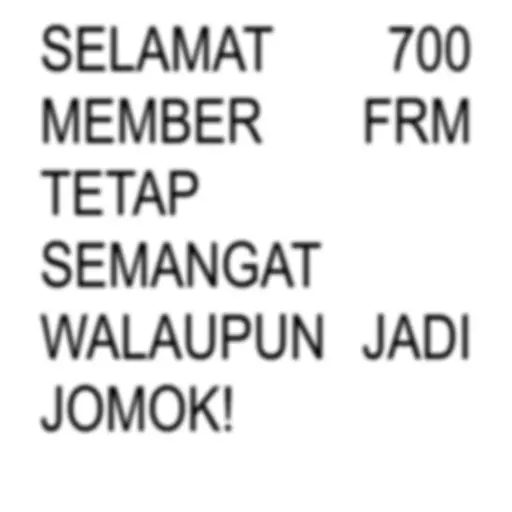 SELAMAT 700
MEMBER FRM
TETAP
SEMANGAT
WALAUPUN JADI
JOMOK!